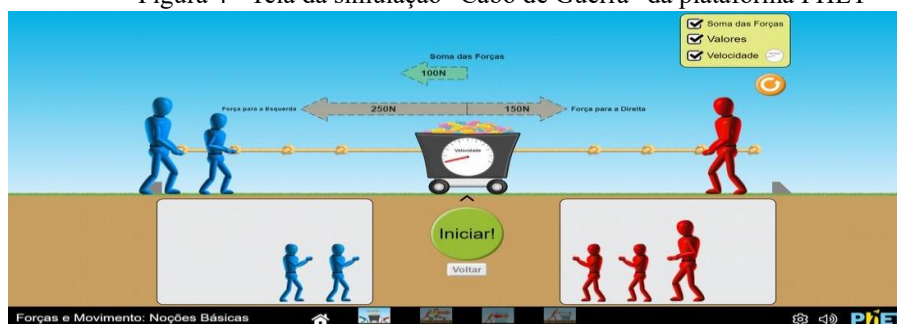 Figura 4 - Tela da simulação "Cabo de Guerra" da plataforma PHET
Soma das Forças
Valores
Velocidade
Soma das Forças
100N
Força para a Esquerda
250N
150N
Força para a Direita
Velocidade
Iniciar!
Voltar
Forças e Movimento: Noções Básicas
PhE